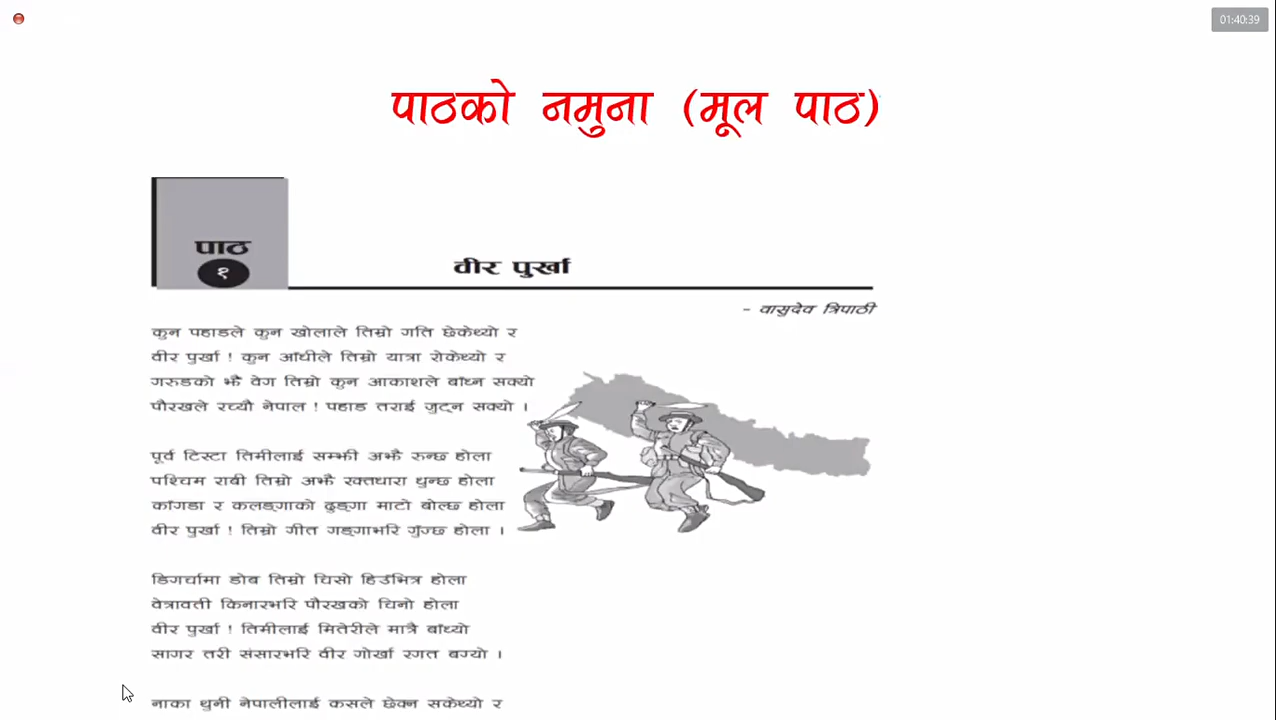 01:40:39
पाठको नमुना (मूल पाठ)
पाठ
१
वीर पुर्खा
- वासुदेव त्रिपाठी
कुन पहाडले कुन खोलाले तिम्रो गति छेकेथ्यो र
वीर पुर्खा ! कुन आँधीले तिम्रो यात्रा रोकेथ्यो र
गरुडको झैँ वेग तिम्रो कुन आकाशले बाँध्न सक्यो
पौरखले रच्यौ नेपाल ! पहाड तराई जुट्न सक्यो ।
पूर्व टिस्टा तिमीलाई सम्झी अझै रुन्छ होला
पश्चिम राबी तिम्रो अझै रक्तधारा धुन्छ होला
काँगडा र कलङ्गाको ढुङ्गा माटो बोल्छ होला
वीर पुर्खा ! तिम्रो गीत गङ्गाभरि गुँज्छ होला ।
डिगर्चामा डोब तिम्रो चिसो हिउँभित्र होला
वेत्रावती किनारभरि पौरखको चिनो होला
वीर पुर्खा ! तिमीलाई मितेरीले मात्रै बाँध्यो
सागर तरी संसारभरि वीर गोर्खा रगत बग्यो ।
नाका थुनी नेपालीलाई कसले छेक्न सकेथ्यो र